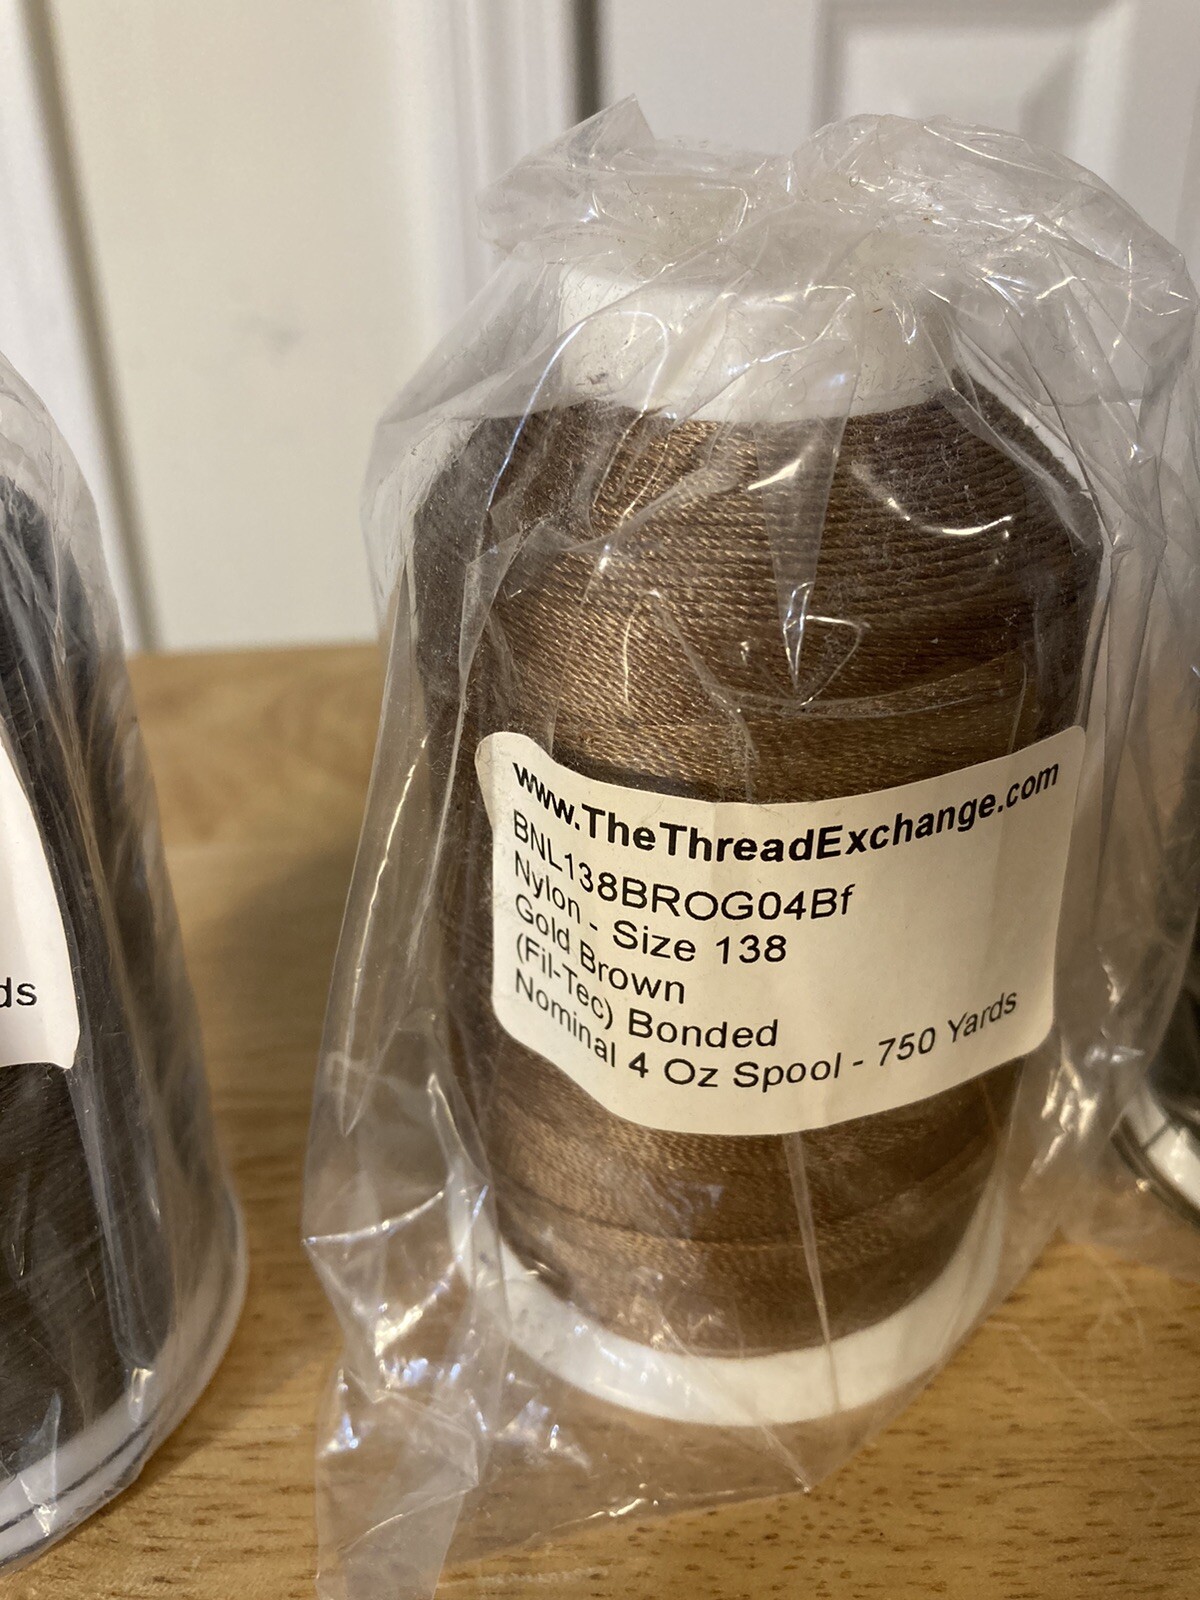 www.TheThreadExchange.com
BNL138BROG04Bf
Nylon - Size 138
Gold Brown
(Fil-Tec) Bonded
Nominal 4 Oz Spool - 750 Yards
ds